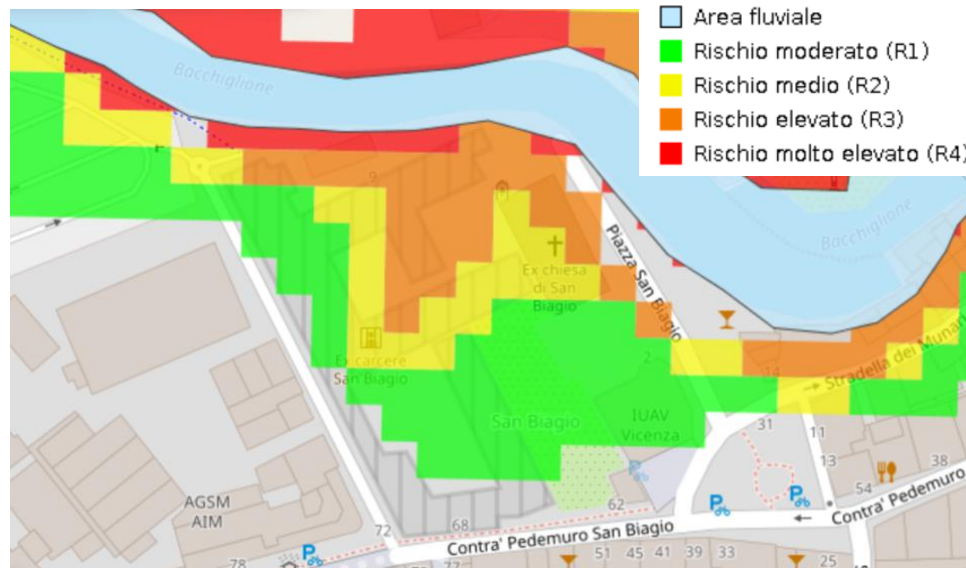 Area fluviale
Rischio moderato (R1)
Rischio medio (R2)
Rischio elevato (R3)
Rischio molto elevato (R4)
Bacchiglione
Bacchiglione
9
Piazza San Biagio
Ex chiesa
di San
Biagio
Ex carcere
San Biagio
2
14
Stradella dei Munari
San Biagio
IUAV
Vicenza
31
11
13
38
54
AGSM
AIM
72
68
62
Contra' Pedemuro San Biagio
Contra' Pedemuro
78
77
51
45
41
39
33
25
P
P
P